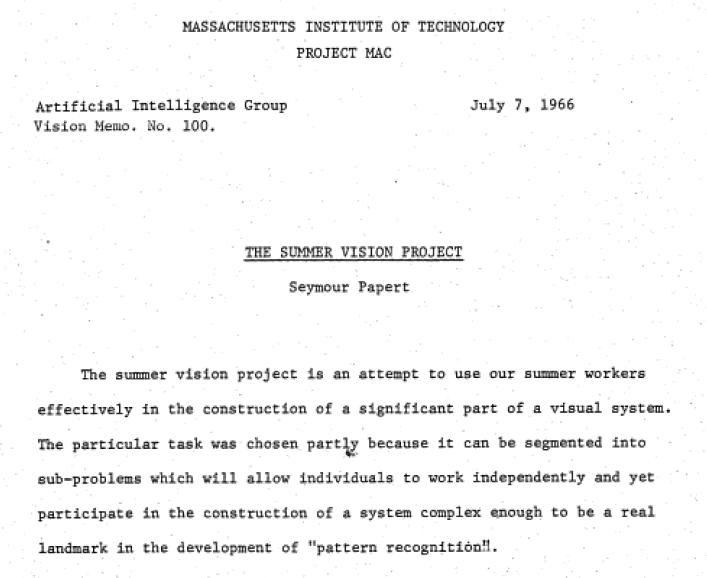 MASSACHUSETTS INSTITUTE OF TECHNOLOGY
PROJECT MAC
Artificial Intelligence Group July 7, 1966
Vision Memo. No. 100.
THE SUMMER VISION PROJECT
Seymour Papert
The summer vision project is an attempt to use our summer workers
effectively in the construction of a significant part of a visual system.
The particular task was chosen partly because it can be segmented into
sub-problems which will allow individuals to work independently and yet
participate in the construction of a system complex enough to be a real
landmark in the development of "pattern recognition".